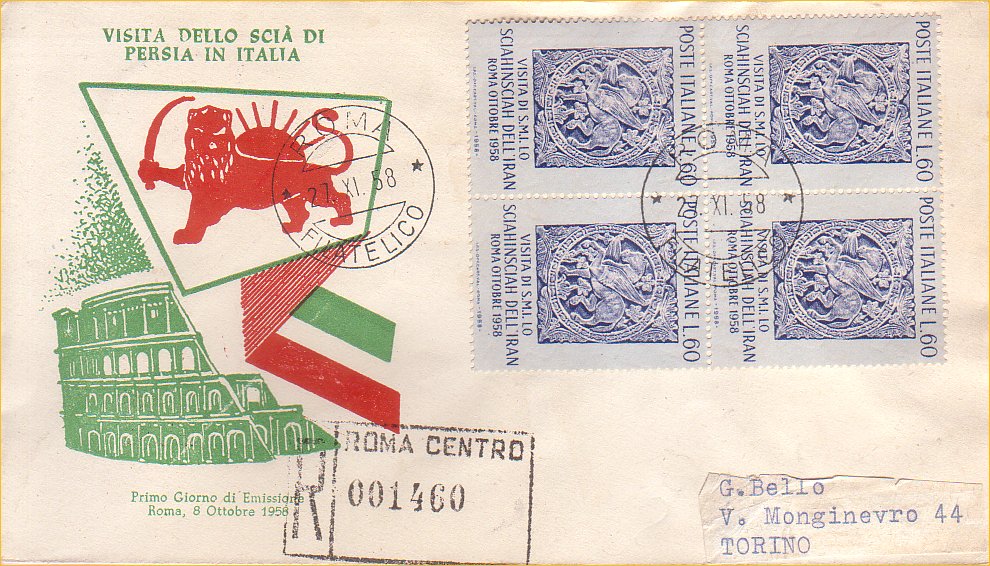 VISITA DELLO SCIÀ DI
PERSIA IN ITALIA
ROMA
27. XI. 58
FILATELICO
Primo Giorno di Emissione
Roma, 8 Ottobre 1958
R
ROMA CENTRO
001460
POSTE ITALIANE L.60
VISITA DI S.M.I. LO
SCIAHINSCIAH DELL'IRAN
ROMA OTTOBRE 1958
POSTE ITALIANE L.60
VISITA DI S.M.I. LO
SCIAHINSCIAH DELL'IRAN
ROMA OTTOBRE 1958
POSTE ITALIANE L.60
VISITA DI S.M.I. LO
SCIAHINSCIAH DELL'IRAN
ROMA OTTOBRE 1958
POSTE ITALIANE L.60
VISITA DI S.M.I. LO
SCIAHINSCIAH DELL'IRAN
ROMA OTTOBRE 1958
27. XI. 58
G.Bello
V. Monginevro 44
TORINO